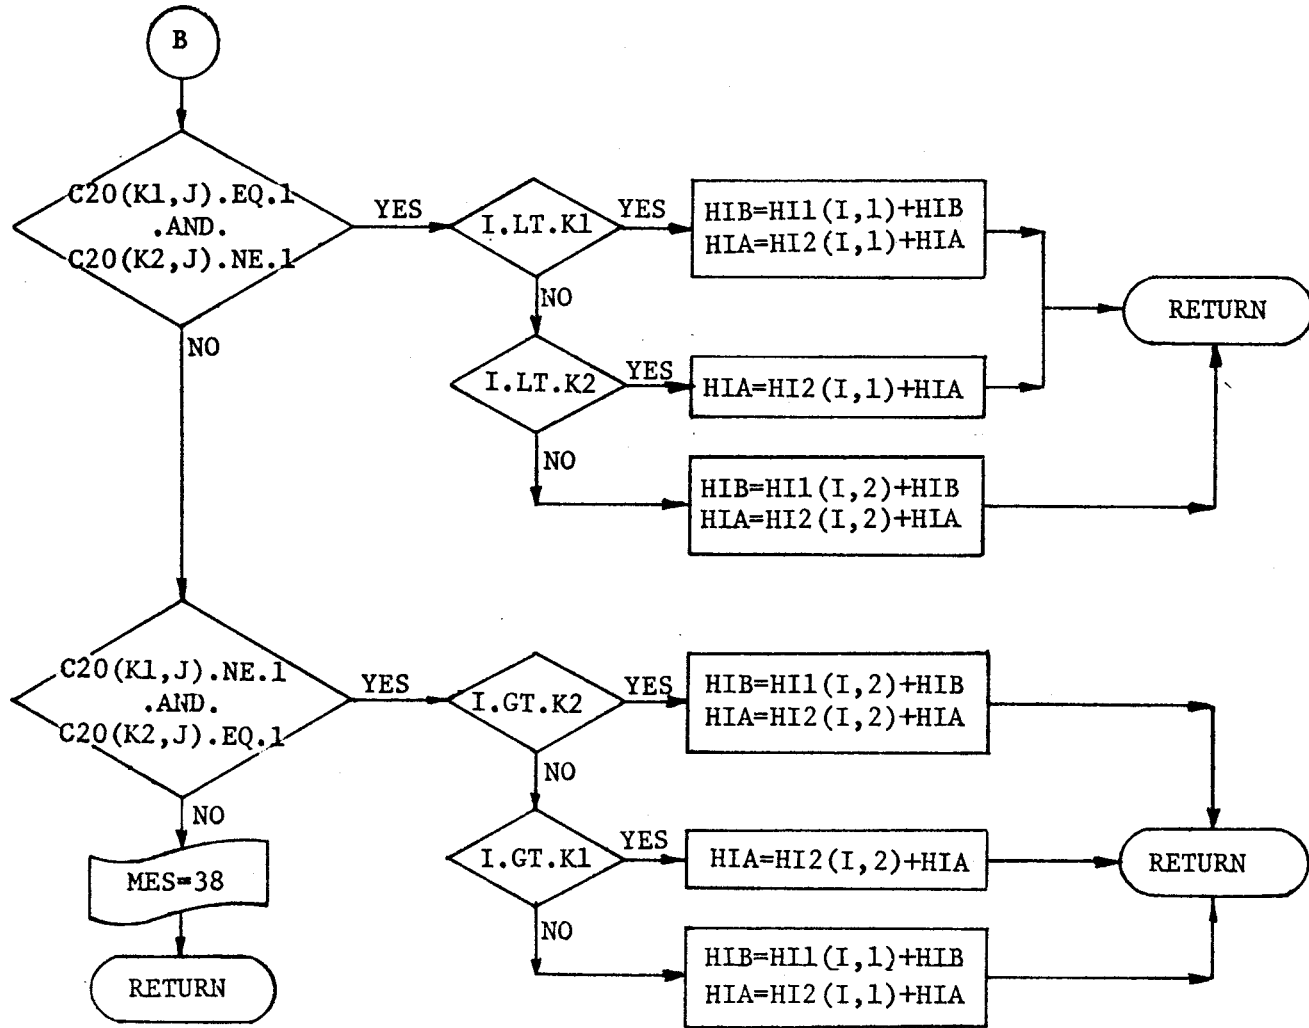 B
C20(K1,J).EQ.1
.AND.
C20(K2,J).NE.1
YES
I.LT.K1
YES
HIB=HI1(I,1)+HIB
HIA=HI2(I,1)+HIA
RETURN
NO
NO
I.LT.K2
YES
HIA=HI2(I,1)+HIA
NO
HIB=HI1(I,2)+HIB
HIA=HI2(I,2)+HIA
C20(K1,J).NE.1
.AND.
C20(K2,J).EQ.1
YES
I.GT.K2
YES
HIB=HI1(I,2)+HIB
HIA=HI2(I,2)+HIA
NO
NO
I.GT.K1
YES
HIA=HI2(I,2)+HIA
RETURN
MES=38
NO
HIB=HI1(I,1)+HIB
HIA=HI2(I,1)+HIA
RETURN